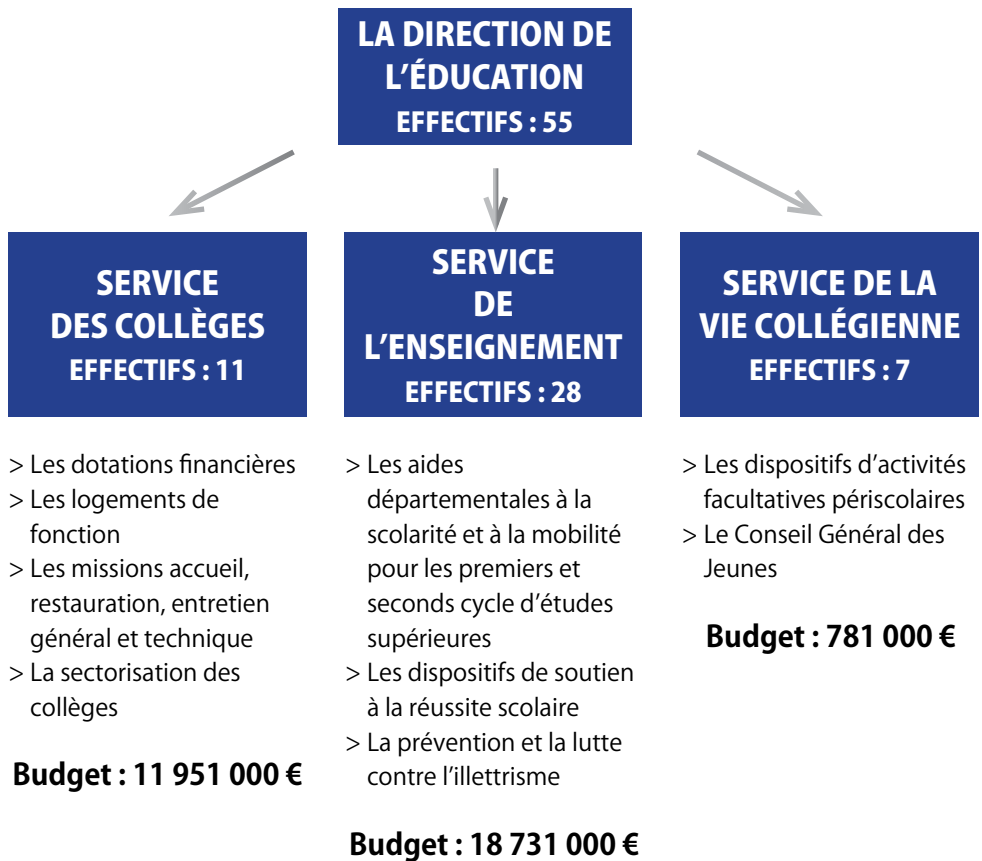 LA DIRECTION DE
L’ÉDUCATION
EFFECTIFS : 55
SERVICE
DES COLLÈGES
EFFECTIFS : 11
> Les dotations financières
> Les logements de
fonction
> Les missions accueil,
restauration, entretien
général et technique
> La sectorisation des
collèges
Budget : 11 951 000 €
SERVICE
DE
L’ENSEIGNEMENT
EFFECTIFS : 28
> Les aides
départementales à la
scolarité et à la mobilité
pour les premiers et
seconds cycle d’études
supérieures
> Les dispositifs de soutien
à la réussite scolaire
> La prévention et la lutte
contre l’illettrisme
Budget : 18 731 000 €
SERVICE DE LA
VIE COLLÉGIENNE
EFFECTIFS : 7
> Les dispositifs d’activités
facultatives périscolaires
> Le Conseil Général des
Jeunes
Budget : 781 000 €